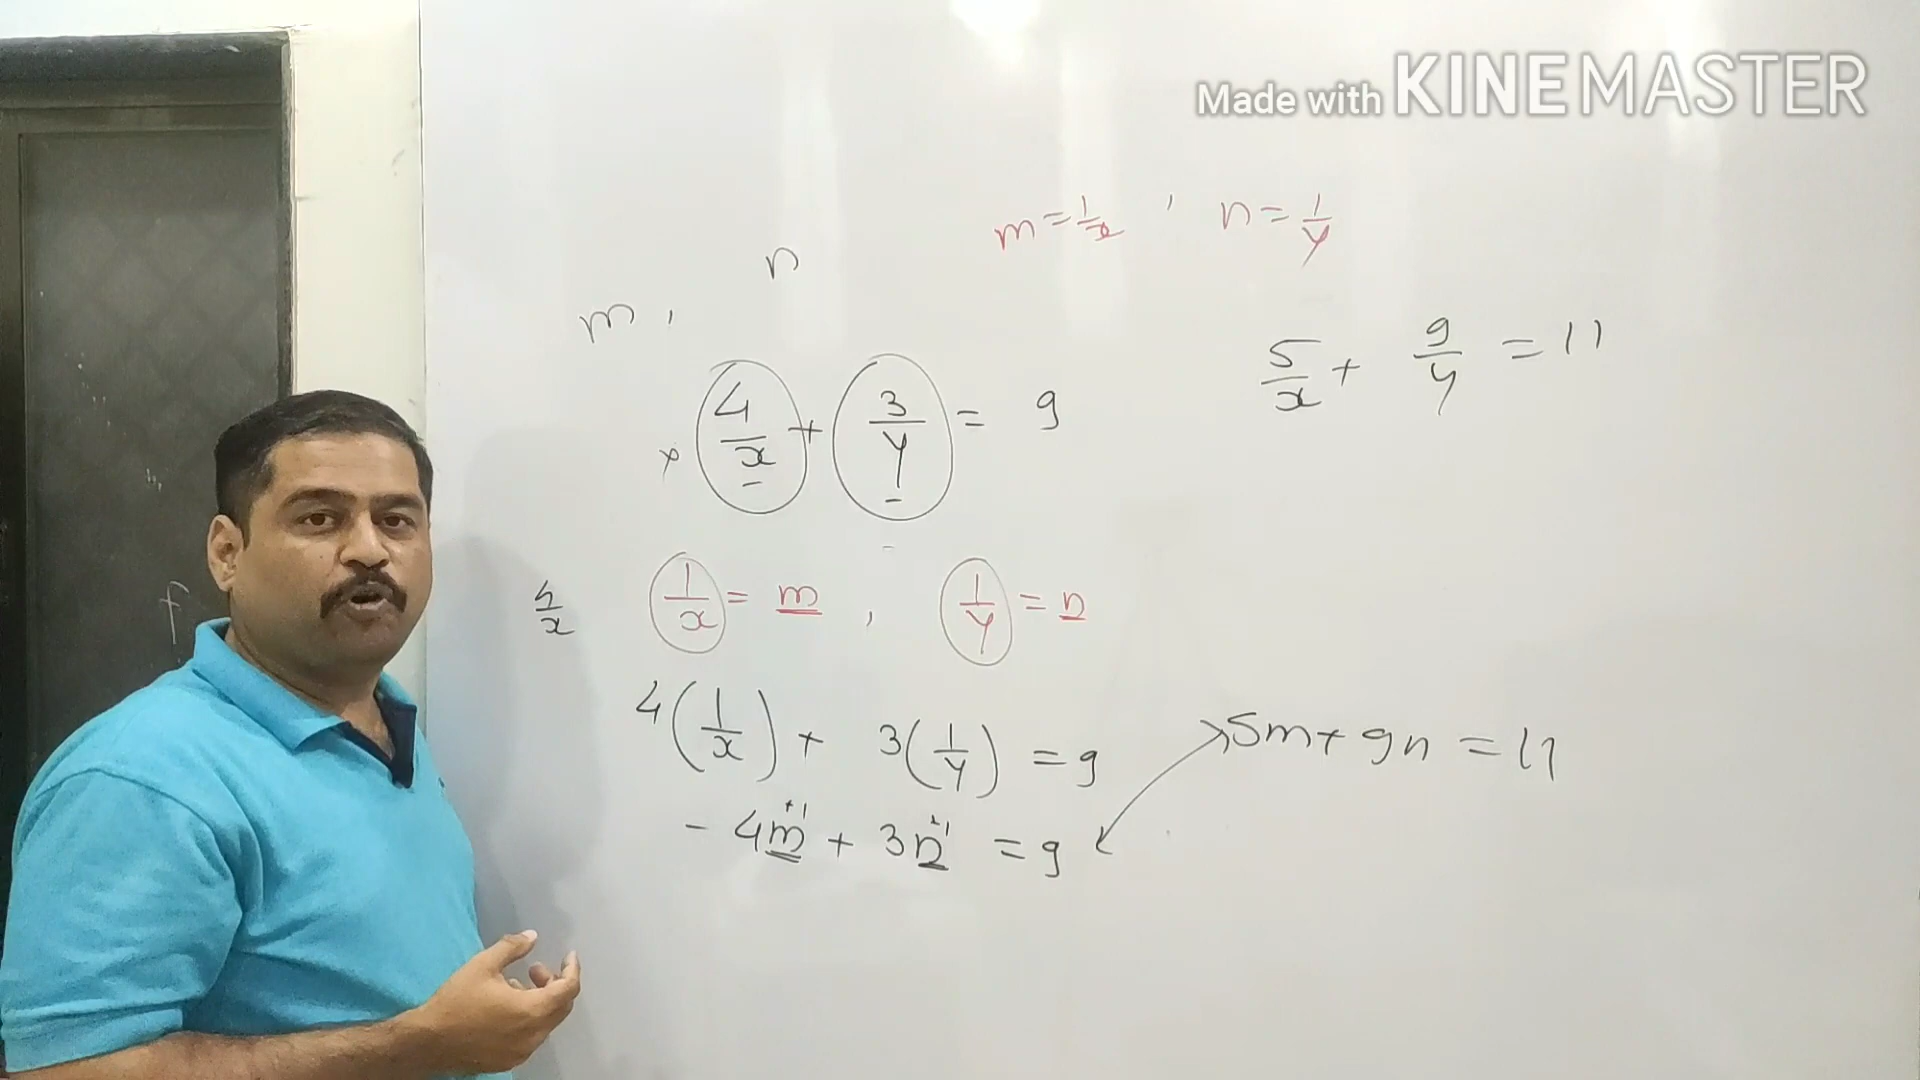 Made with KINEMASTER
m = 1/x , n = 1/y
n
m ,
4/x + 3/y = 9
5/x + 9/y = 11
1/x = m , 1/y = n
4(1/x) + 3(1/y) = 9
5m + 9n = 11
- 4m + 3n = 9